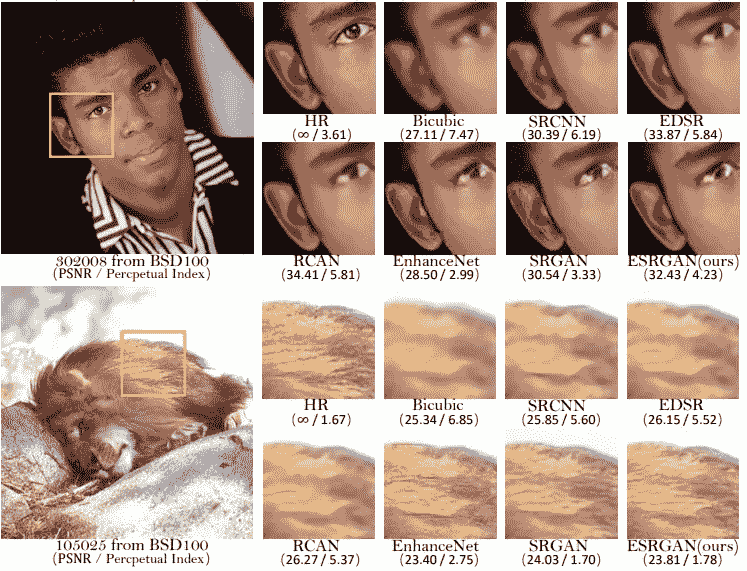 HR
(∞ / 3.61)
Bicubic
(27.11 / 7.47)
SRCNN
(30.39 / 6.19)
EDSR
(33.87 / 5.84)
302008 from BSD100
(PSNR / Percpetual Index)
RCAN
(34.41 / 5.81)
EnhanceNet
(28.50 / 2.99)
SRGAN
(30.54 / 3.33)
ESRGAN(ours)
(32.43 / 4.23)
HR
(∞ / 1.67)
Bicubic
(25.34 / 6.85)
SRCNN
(25.85 / 5.60)
EDSR
(26.15 / 5.52)
105025 from BSD100
(PSNR / Percpetual Index)
RCAN
(26.27 / 5.37)
EnhanceNet
(23.40 / 2.75)
SRGAN
(24.03 / 1.70)
ESRGAN(ours)
(23.81 / 1.78)